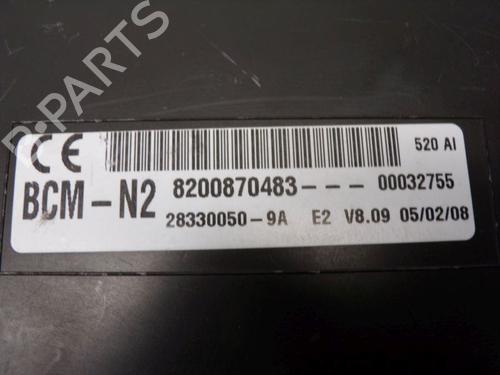 B-PARTS
CE
520 AI
BCM-N2
8200870483--- 00032755
28330050-9A E2 V8.09 05/02/08